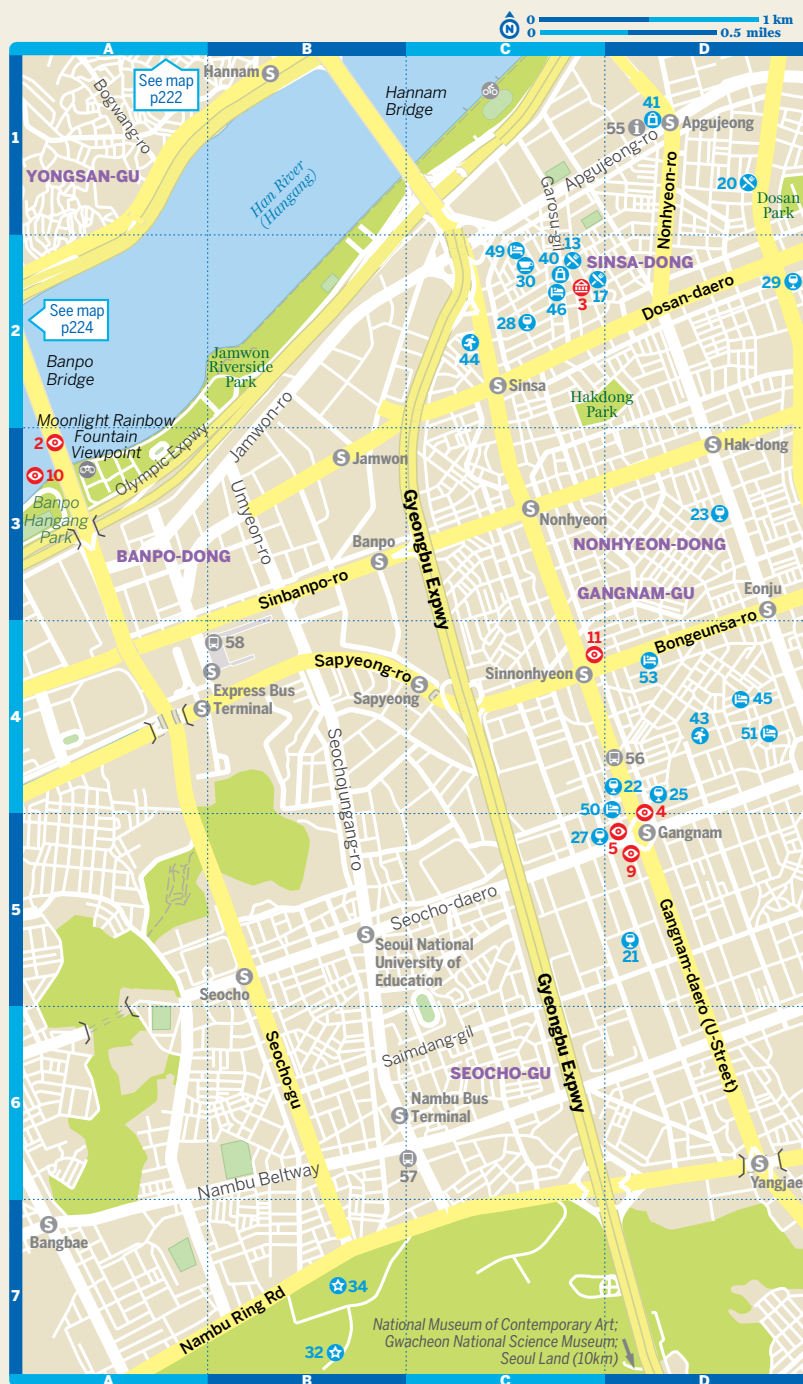 N
0 1 km
0 0.5 miles
A B C D
See map
p222
Hannam S
Hannam
Bridge
Bogwang-ro
41
55 i
S Apgujeong
1
Apgujeong-ro
YONGSAN-GU
Han River
(Hangang)
Garosu-gil
Nonhyeon-ro
20
Dosan
Park
49
13
40
SINSA-DONG
30
29
46
3
17
Dosan-daero
See map
p224
28
2
44
Banpo
Bridge
Jamwon
Riverside
Park
S Sinsa
Hakdong
Park
Moonlight Rainbow
Fountain
Viewpoint
2
10
Jamwon-ro
Olympic Expwy
S Jamwon
S Hak-dong
Banpo
Hangang
Park
Umyeon-ro
Gyeongbu Expwy
S
Nonhyeon
23
3
Banpo
S
BANPO-DONG
NONHYEON-DONG
Sinbanpo-ro
GANGNAM-GU
Eonju
S
11
Bongeunsa-ro
58
Sapyeong-ro
Sinnonhyeon S
53
S
Express Bus
S Terminal
S
Sapyeong
45
4
43
51
Seochojungang-ro
56
22
25
50
4
27
5
S Gangnam
9
Seocho-daero
5
Gangnam-daero (U-Street)
S Seoul National
University of
Education
21
S
Seocho
Gyeongbu Expwy
Saimdang-gil
Seocho-gu
SEOCHO-GU
6
Nambu Bus
S Terminal
57
Nambu Beltway
S
Yangjae
S
Bangbae
34
7
Nambu Ring Rd
National Museum of Contemporary Art;
Gwacheon National Science Museum;
Seoul Land (10km)
32
A B C D